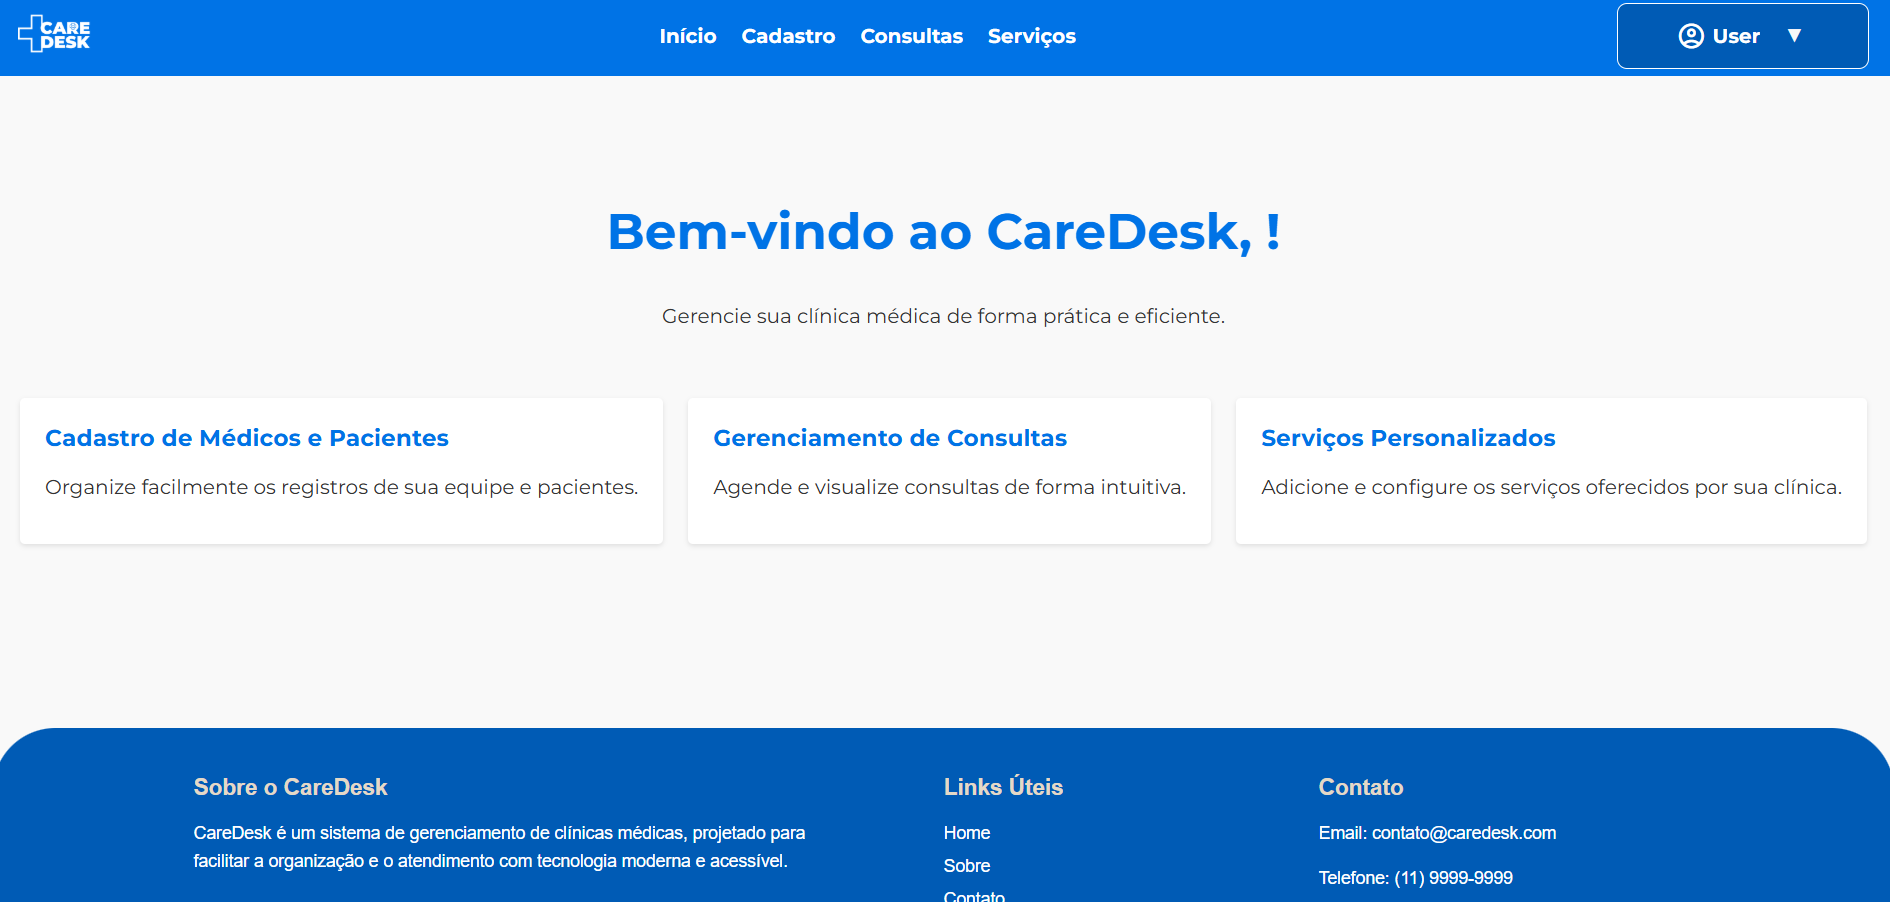 CARE
DESK
Início Cadastro Consultas Serviços
User ▼
Bem-vindo ao CareDesk, !
Gerencie sua clínica médica de forma prática e eficiente.
Cadastro de Médicos e Pacientes
Organize facilmente os registros de sua equipe e pacientes.
Gerenciamento de Consultas
Agende e visualize consultas de forma intuitiva.
Serviços Personalizados
Adicione e configure os serviços oferecidos por sua clínica.
Sobre o CareDesk
CareDesk é um sistema de gerenciamento de clínicas médicas, projetado para
facilitar a organização e o atendimento com tecnologia moderna e acessível.
Links Úteis
Home
Sobre
Contato
Contato
Email: contato@caredesk.com
Telefone: (11) 9999-9999